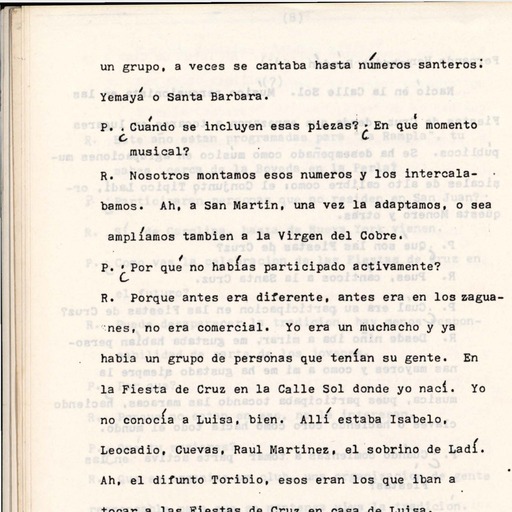 un grupo, a veces se cantaba hasta números santeros:
Yemayá o Santa Barbara.
P. ¿Cuándo se incluyen esas piezas? ¿En qué momento
musical?
R. Nosotros montamos esos numeros y los intercala-
bamos. Ah, a San Martín, una vez la adaptamos, o sea
ampliamos tambien a la Virgen del Cobre.
P. ¿Por qué no habías participado activamente?
R. Porque antes era diferente, antes era en los zagua-
nes, no era comercial. Yo era un muchacho y ya
había un grupo de personas que tenían su gente. En
la Fiesta de Cruz en la Calle Sol donde yo nací. Yo
no conocía a Luisa, bien. Allí estaba Isabelo,
Leocadio, Cuevas, Raul Martinez, el sobrino de Ladí.
Ah, el difunto Toribio, esos eran los que iban a
tocar a las Fiestas de Cruz en casa de Luisa.